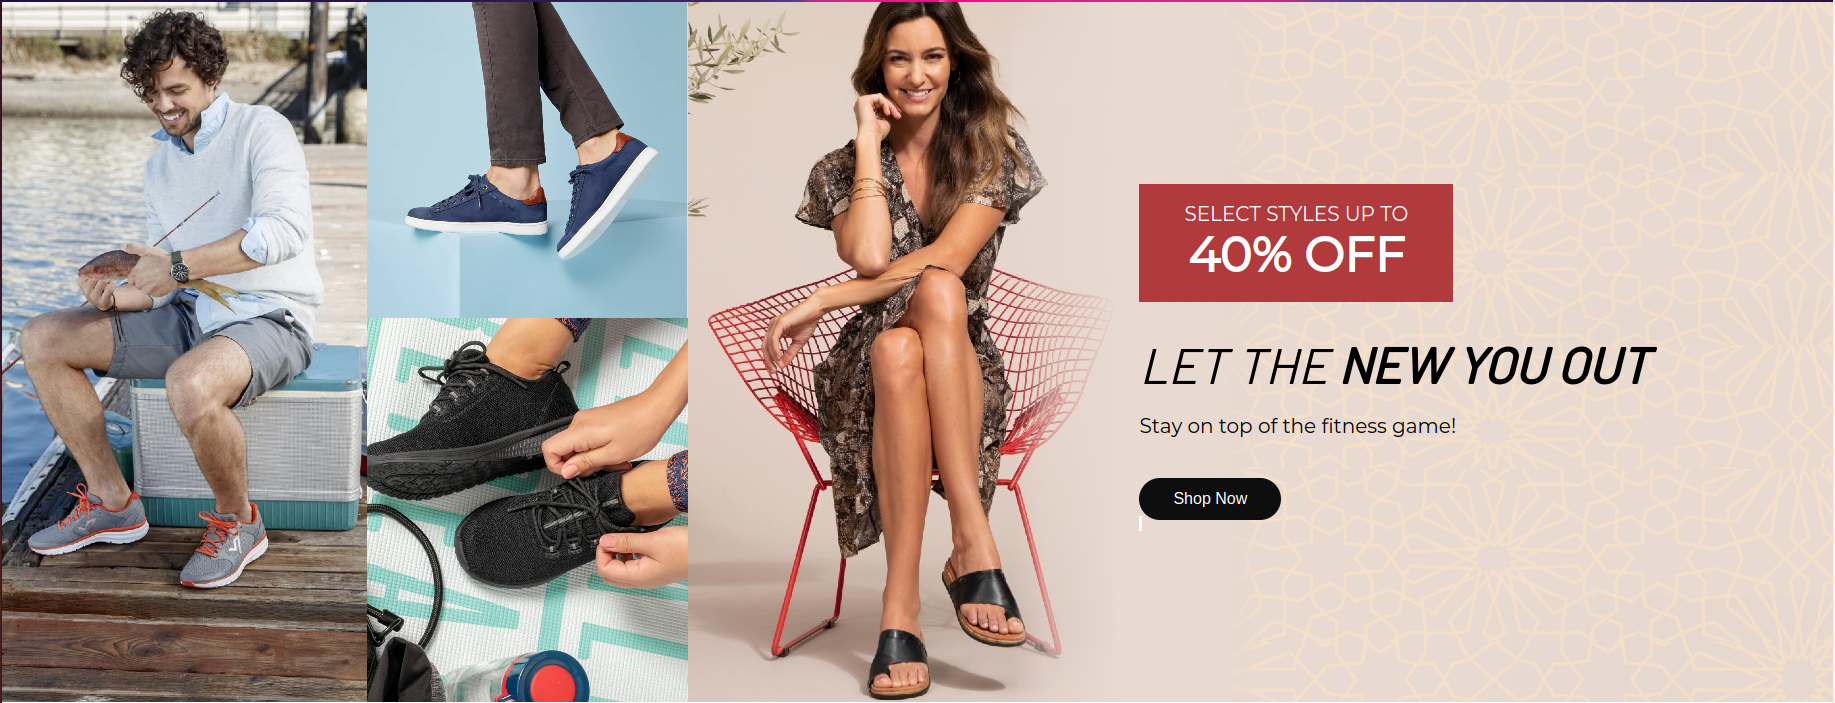 SELECT STYLES UP TO
40% OFF
LET THE NEW YOU OUT
Stay on top of the fitness game!
Shop Now